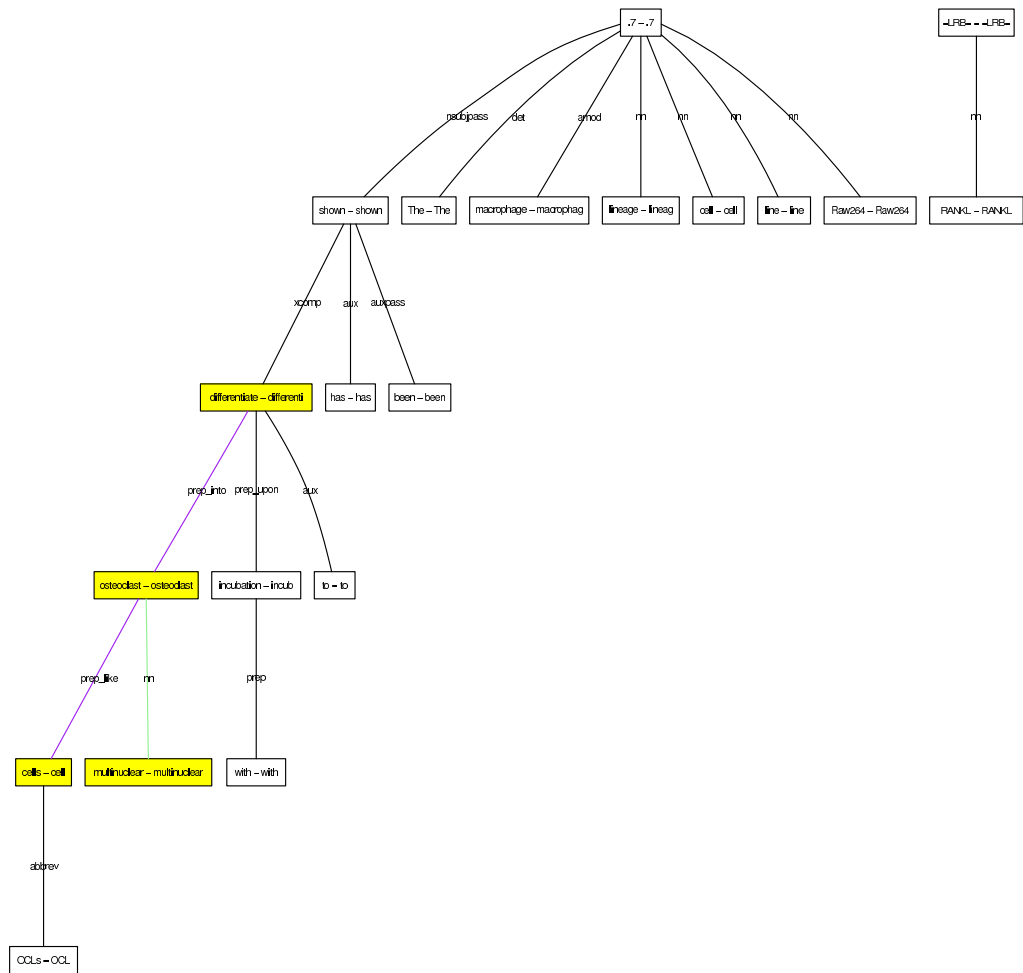 .7 – .7
-LRB- – -LRB-
nsubjpass
det
amod
nn
nn
nn
nn
nn
shown – shown
The – The
macrophage – macrophag
lineage – lineag
cell – cell
line – line
Raw264 – Raw264
RANKL – RANKL
xcomp
aux
auxpass
differentiate – differenti
has – has
been – been
prep_into
prep_upon
aux
osteoclast – osteoclast
incubation – incub
to – to
prep_like
nn
prep
cells – cell
multinuclear – multinuclear
with – with
abbrev
OCLs – OCL